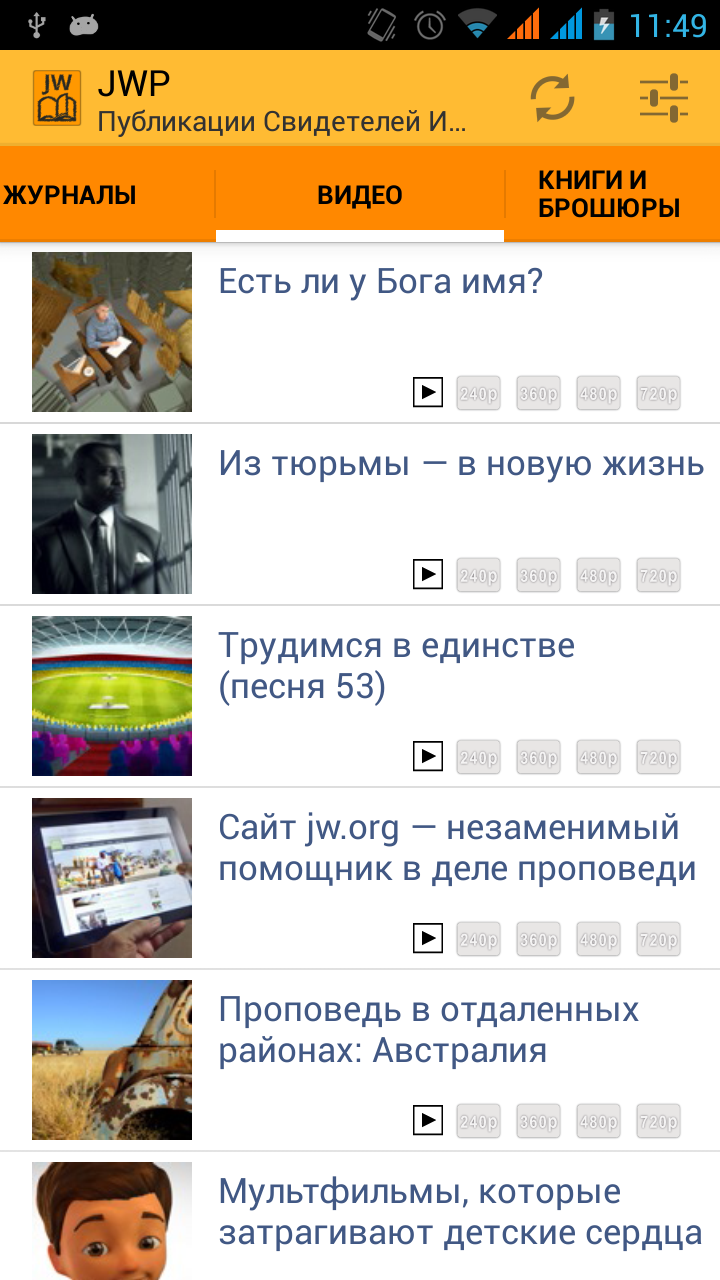 11:49
JW
JWP
Публикации Свидетелей И...
ЖУРНАЛЫ
ВИДЕО
КНИГИ И
БРОШЮРЫ
Есть ли у Бога имя?
240p 360p 480p 720p
Из тюрьмы — в новую жизнь
240p 360p 480p 720p
Трудимся в единстве
(песня 53)
240p 360p 480p 720p
Сайт jw.org — незаменимый
помощник в деле проповеди
240p 360p 480p 720p
Проповедь в отдаленных
районах: Австралия
240p 360p 480p 720p
Мультфильмы, которые
затрагивают детские сердца